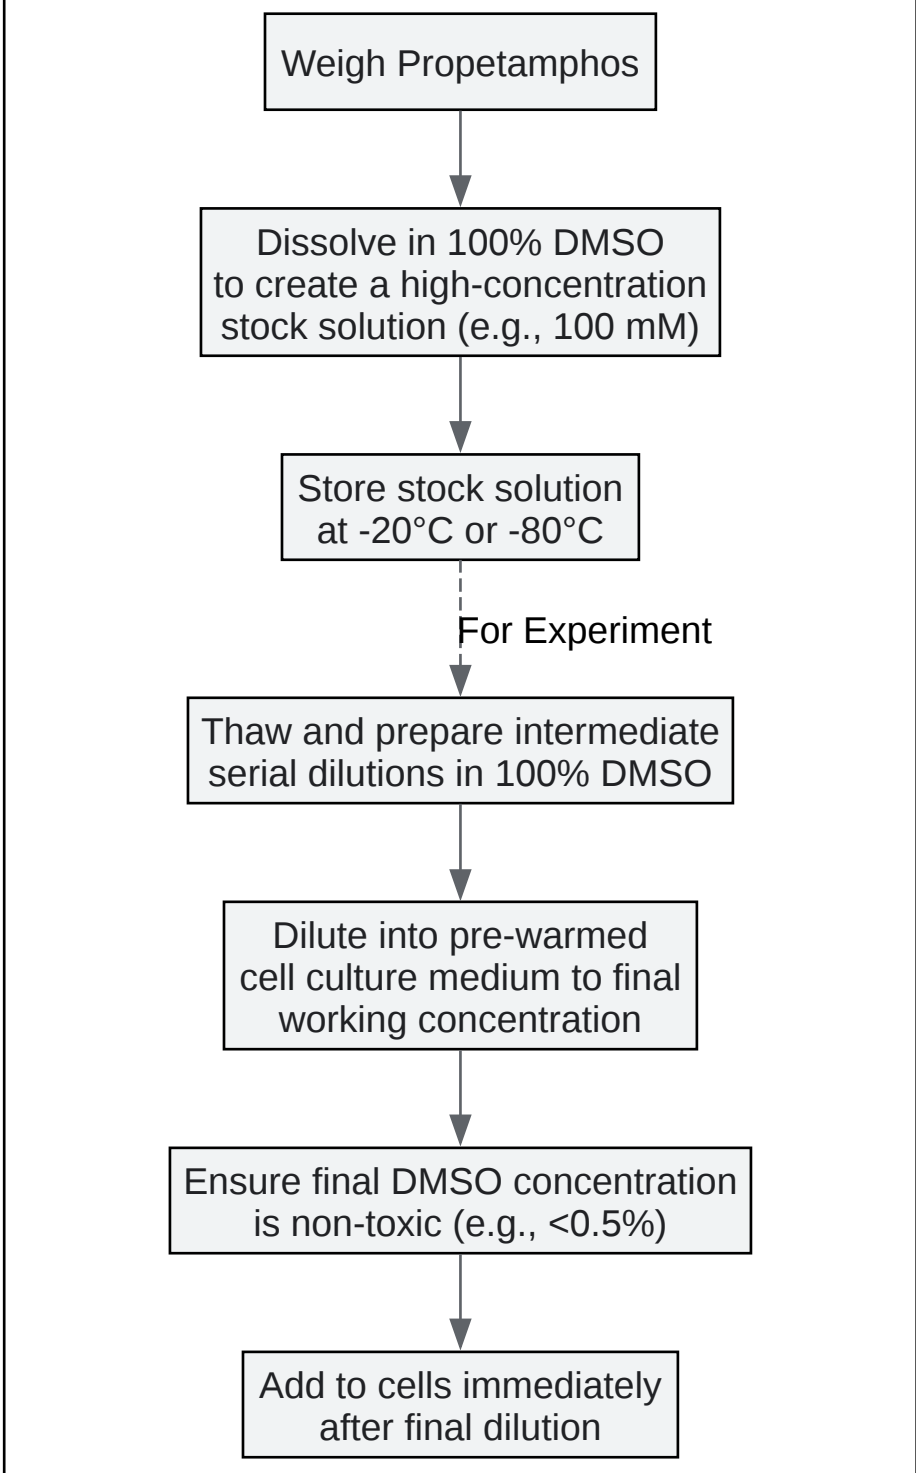 Weigh Propetamphos
Dissolve in 100% DMSO
to create a high-concentration
stock solution (e.g., 100 mM)
Store stock solution
at -20°C or -80°C
For Experiment
Thaw and prepare intermediate
serial dilutions in 100% DMSO
Dilute into pre-warmed
cell culture medium to final
working concentration
Ensure final DMSO concentration
is non-toxic (e.g., <0.5%)
Add to cells immediately
after final dilution